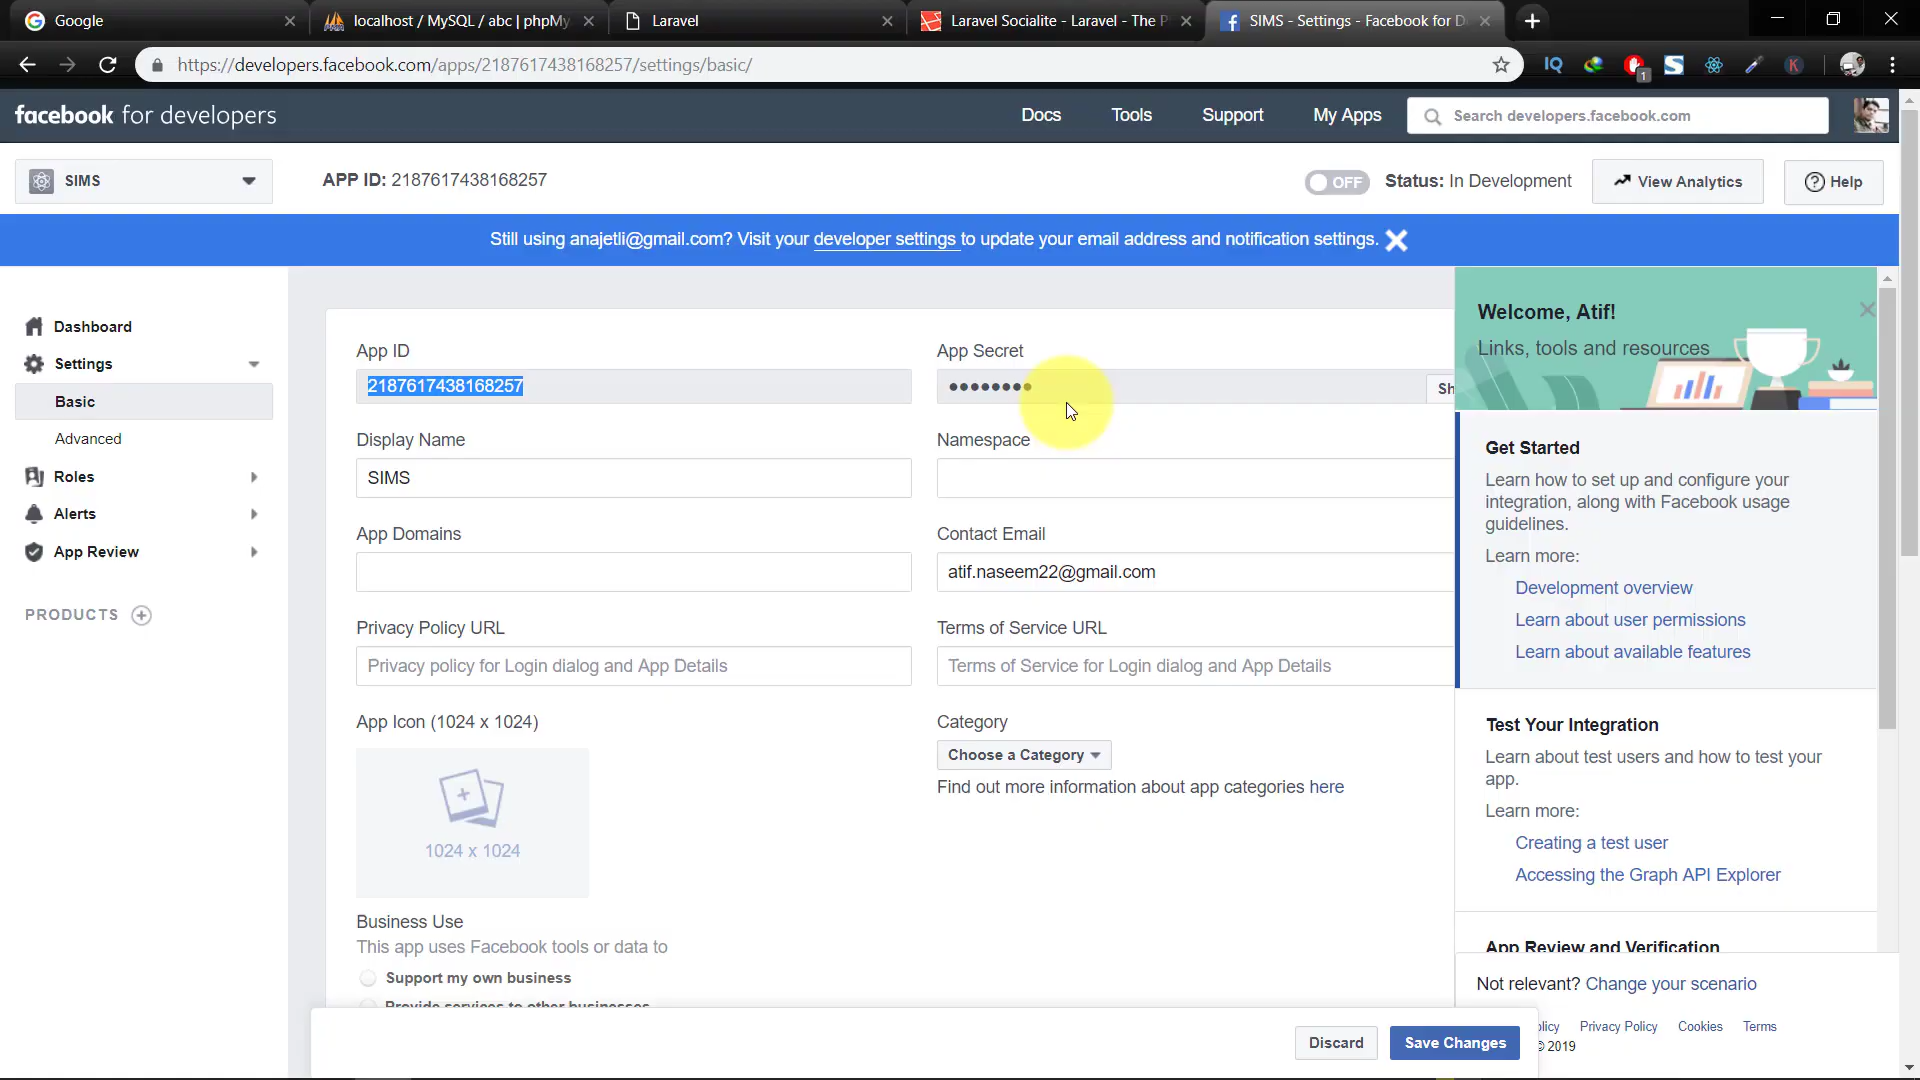 Google
localhost / MySQL / abc | phpMy
Laravel
Laravel Socialite - Laravel - The P
SIMS - Settings - Facebook for D
https://developers.facebook.com/apps/2187617438168257/settings/basic/
IQ
1
S
K
facebook for developers
Docs
Tools
Support
My Apps
Search developers.facebook.com
SIMS
APP ID: 2187617438168257
OFF
Status: In Development
View Analytics
Help
Still using anajetli@gmail.com? Visit your developer settings to update your email address and notification settings.
Dashboard
Settings
Basic
Advanced
Roles
Alerts
App Review
PRODUCTS
App ID
2187617438168257
App Secret
••••••••
Sh
Display Name
SIMS
Namespace
App Domains
Contact Email
atif.naseem22@gmail.com
Privacy Policy URL
Privacy policy for Login dialog and App Details
Terms of Service URL
Terms of Service for Login dialog and App Details
App Icon (1024 x 1024)
1024 x 1024
Category
Choose a Category
Find out more information about app categories here
Business Use
This app uses Facebook tools or data to
Support my own business
Provide services to other businesses
Discard
Save Changes
Welcome, Atif!
Links, tools and resources
Get Started
Learn how to set up and configure your
integration, along with Facebook usage
guidelines.
Learn more:
Development overview
Learn about user permissions
Learn about available features
Test Your Integration
Learn about test users and how to test your
app.
Learn more:
Creating a test user
Accessing the Graph API Explorer
App Review and Verification
Not relevant? Change your scenario
olicy
Privacy Policy
Cookies
Terms
© 2019